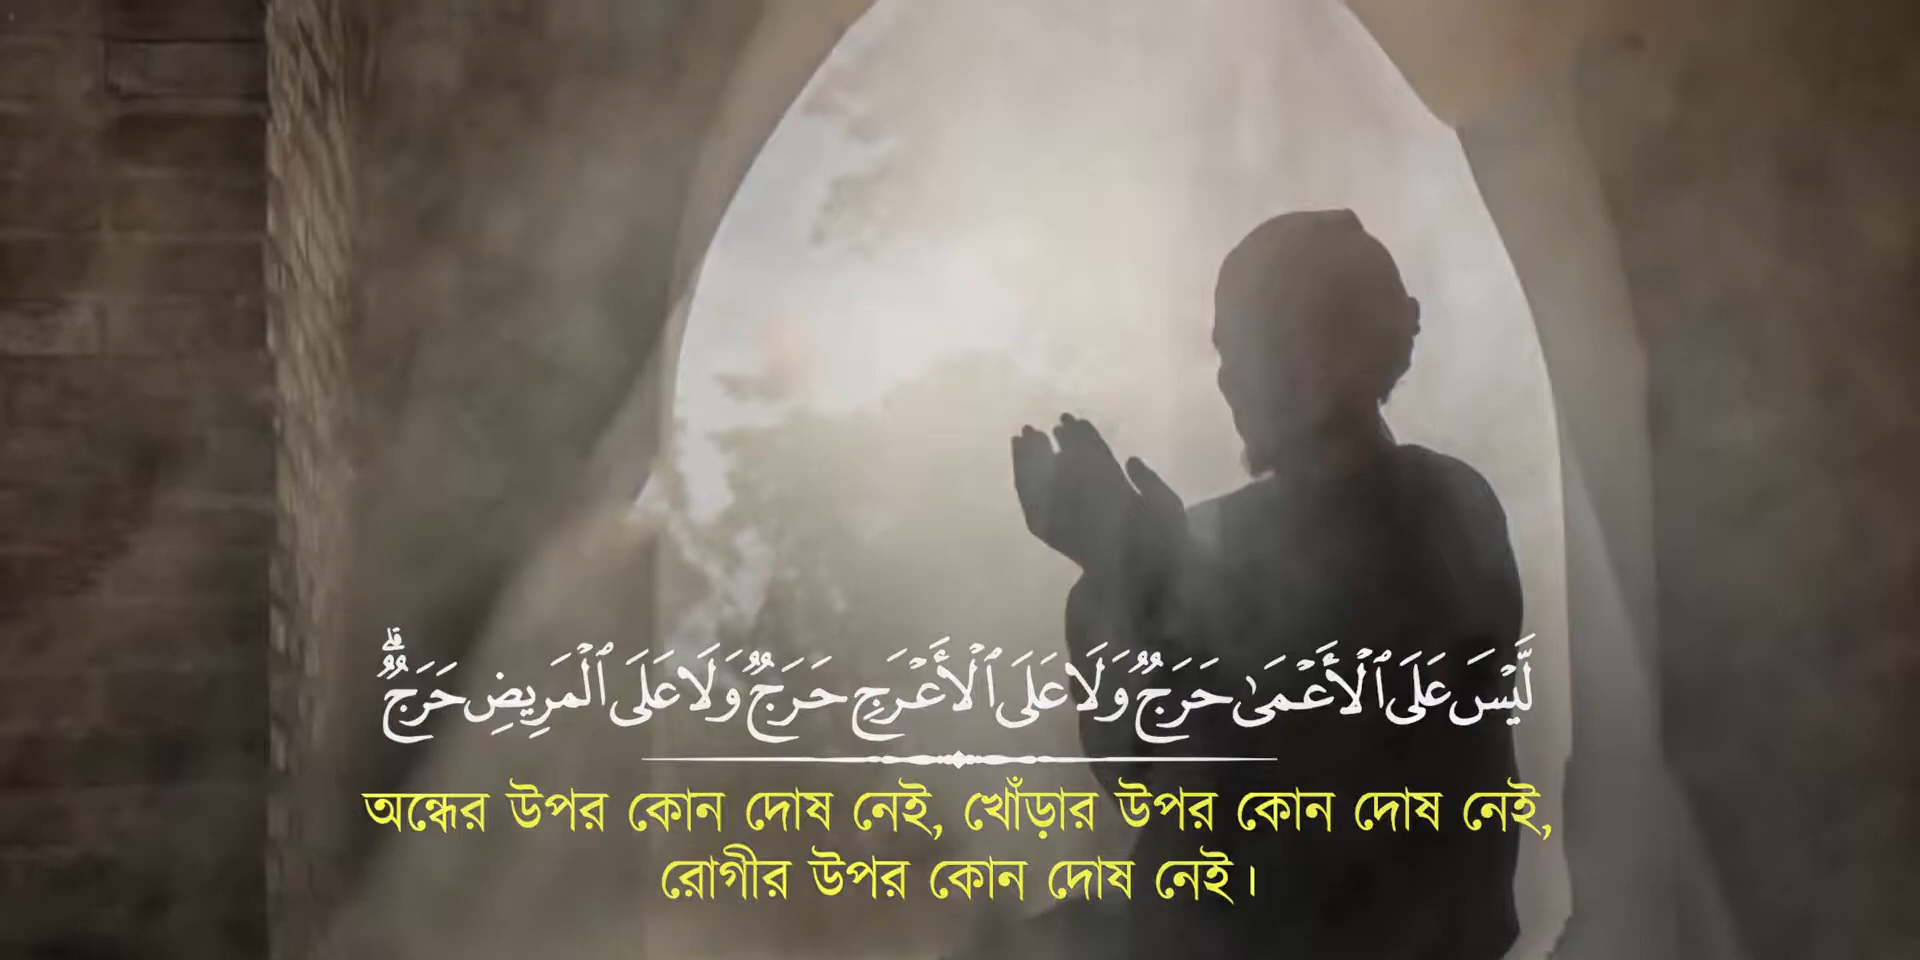 لَّيْسَ عَلَى ٱلْأَعْمَىٰ حَرَجٌۭ وَلَا عَلَى ٱلْأَعْرَجِ حَرَجٌۭ وَلَا عَلَى ٱلْمَرِيضِ حَرَجٌۭ ۗ
অন্ধের উপর কোন দোষ নেই, খোঁড়ার উপর কোন দোষ নেই,
রোগীর উপর কোন দোষ নেই।